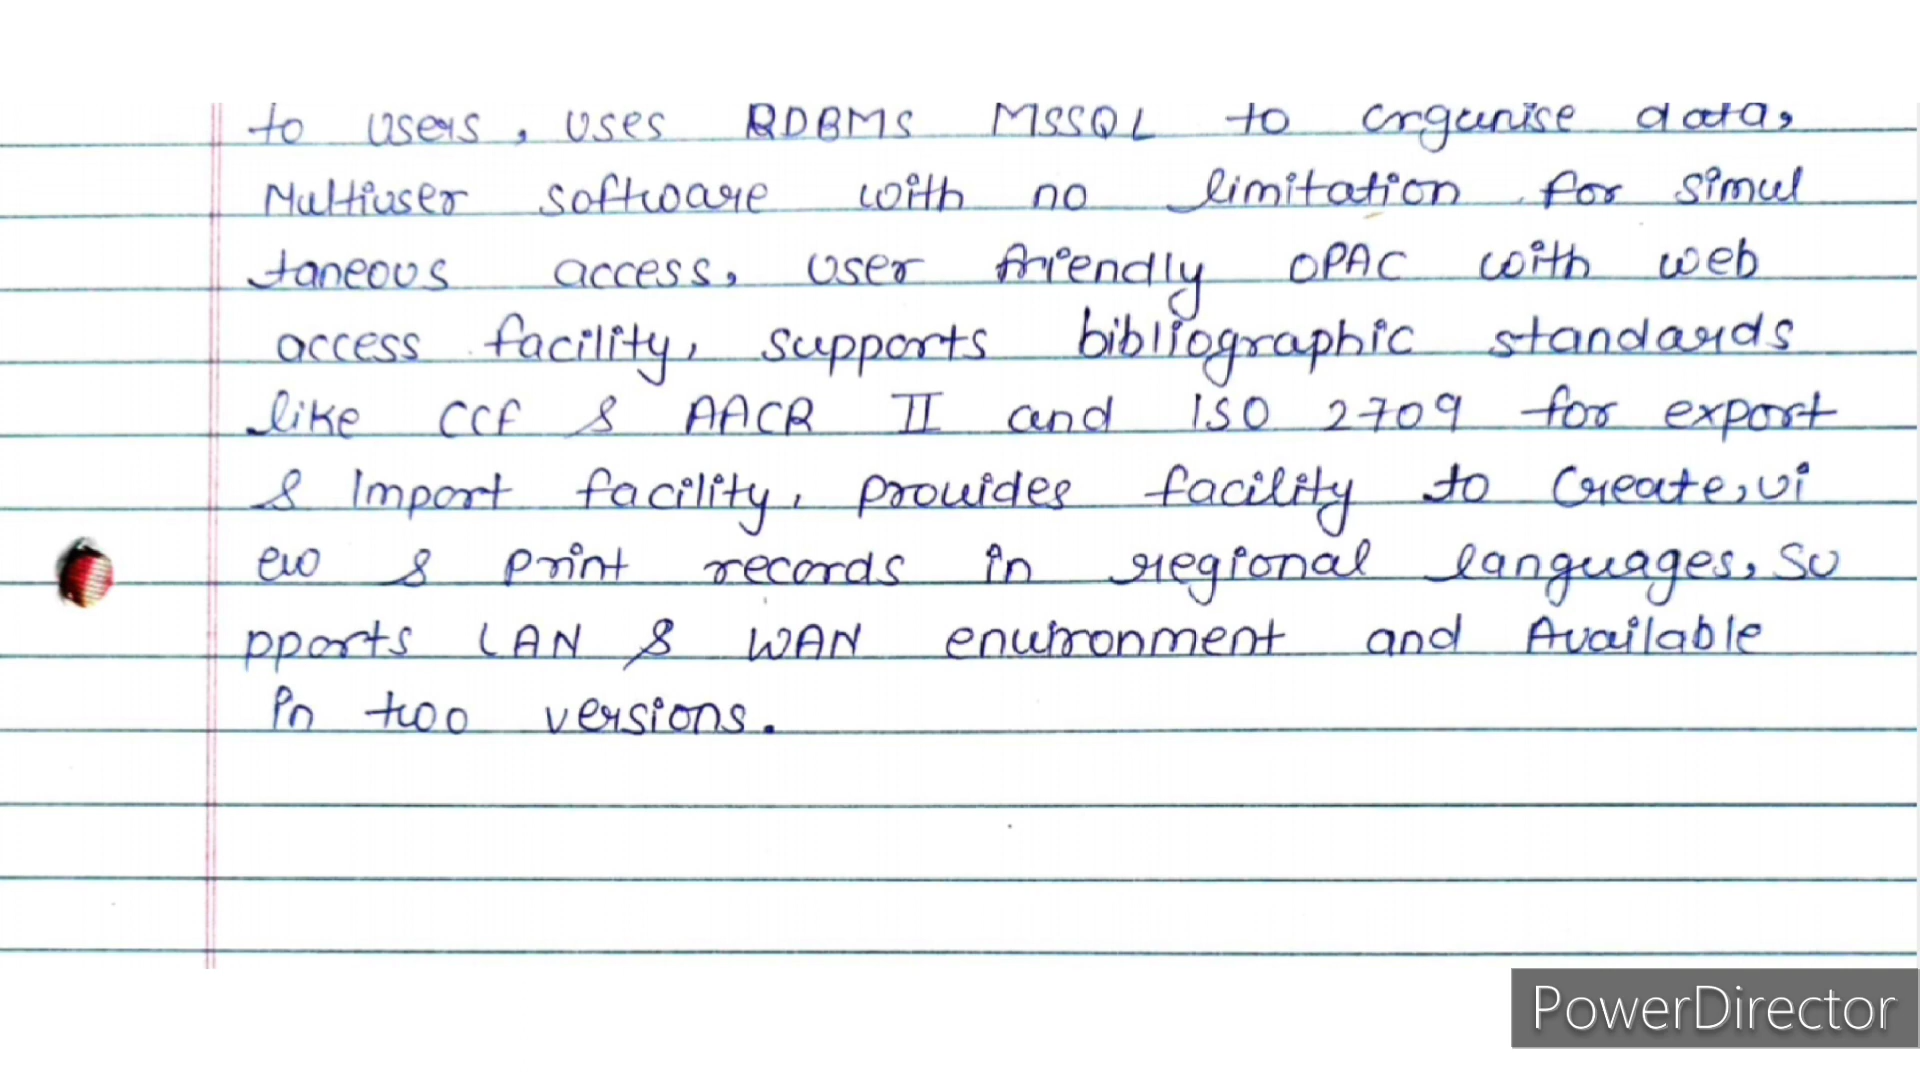 to users, uses RDBMS MSSQL to organise data,
Multiuser software with no limitation for simul
taneous access, user friendly OPAC with web
access facility, supports bibliographic standards
like CCF & AACR II and ISO 2709 for export
& Import facility, provides facility to Create, vi
ew & print records in regional languages, su
pports LAN & WAN environment and Available
in two versions.
PowerDirector